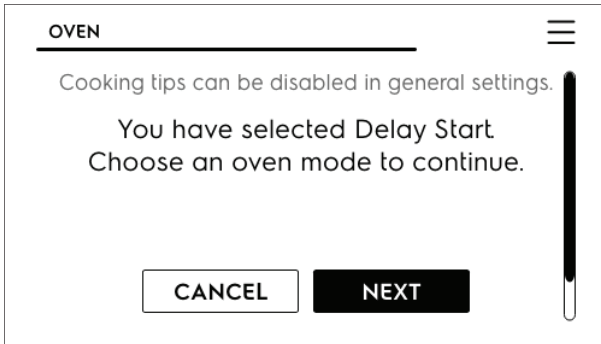 OVEN
Cooking tips can be disabled in general settings.
You have selected Delay Start.
Choose an oven mode to continue.
CANCEL NEXT